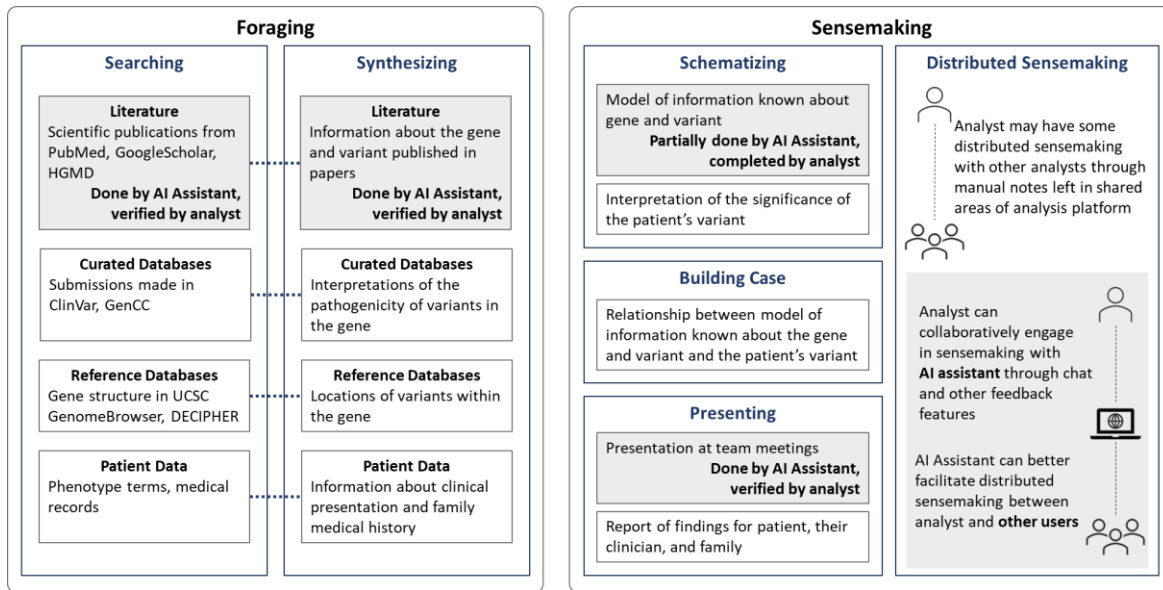 Foraging
Searching
Literature
Scientific publications from
PubMed, GoogleScholar,
HGMD
Done by AI Assistant,
verified by analyst
Curated Databases
Submissions made in
ClinVar, GenCC
Reference Databases
Gene structure in UCSC
GenomeBrowser, DECIPHER
Patient Data
Phenotype terms, medical
records
Synthesizing
Literature
Information about the gene
and variant published in
papers
Done by AI Assistant,
verified by analyst
Curated Databases
Interpretations of the
pathogenicity of variants in
the gene
Reference Databases
Locations of variants within
the gene
Patient Data
Information about clinical
presentation and family
medical history
Sensemaking
Schematizing
Model of information known about
gene and variant
Partially done by AI Assistant,
completed by analyst
Interpretation of the significance of
the patient's variant
Building Case
Relationship between model of
information known about the gene
and variant and the patient's variant
Presenting
Presentation at team meetings
Done by AI Assistant,
verified by analyst
Report of findings for patient, their
clinician, and family
Distributed Sensemaking
Analyst may have some
distributed sensemaking
with other analysts through
manual notes left in shared
areas of analysis platform
Analyst can
collaboratively engage
in sensemaking with
AI assistant through chat
and other feedback
features
AI Assistant can better
facilitate distributed
sensemaking between
analyst and other users